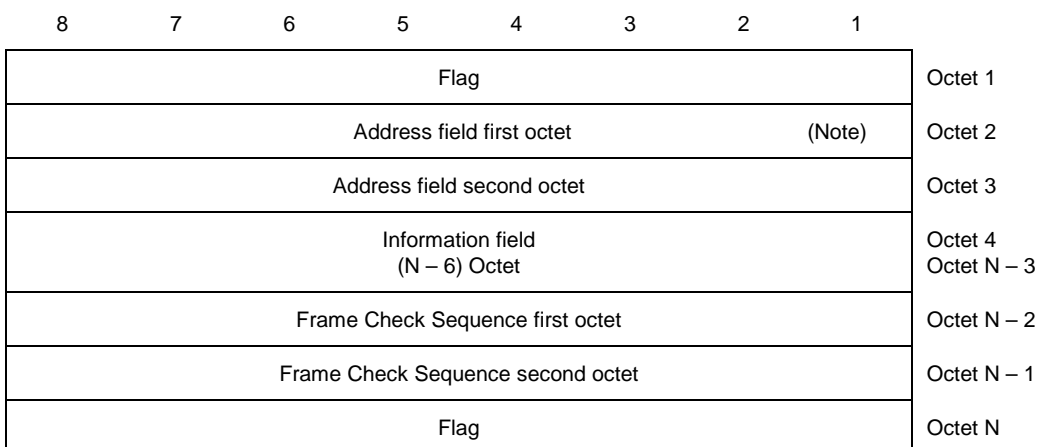 8 7 6 5 4 3 2 1
Flag Octet 1
Address field first octet (Note) Octet 2
Address field second octet Octet 3
Information field Octet 4
(N – 6) Octet Octet N – 3
Frame Check Sequence first octet Octet N – 2
Frame Check Sequence second octet Octet N – 1
Flag Octet N